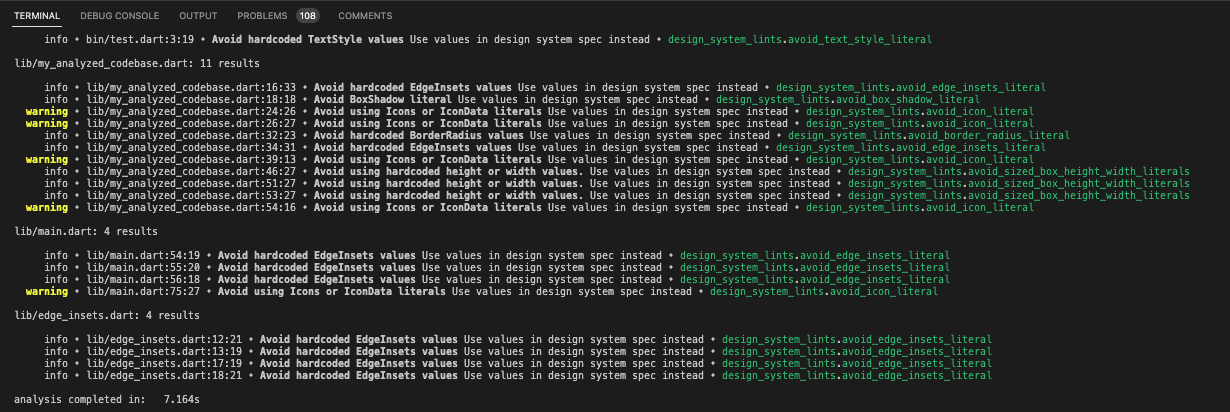 TERMINAL DEBUG CONSOLE OUTPUT PROBLEMS 108 COMMENTS
info • bin/test.dart:3:19 • Avoid hardcoded TextStyle values Use values in design system spec instead • design_system_lints.avoid_text_style_literal
lib/my_analyzed_codebase.dart: 11 results
info • lib/my_analyzed_codebase.dart:16:33 • Avoid hardcoded EdgeInsets values Use values in design system spec instead • design_system_lints.avoid_edge_insets_literal
info • lib/my_analyzed_codebase.dart:18:18 • Avoid BoxShadow literal Use values in design system spec instead • design_system_lints.avoid_box_shadow_literal
warning • lib/my_analyzed_codebase.dart:24:26 • Avoid using Icons or IconData literals Use values in design system spec instead • design_system_lints.avoid_icon_literal
warning • lib/my_analyzed_codebase.dart:26:27 • Avoid using Icons or IconData literals Use values in design system spec instead • design_system_lints.avoid_icon_literal
info • lib/my_analyzed_codebase.dart:32:23 • Avoid hardcoded BorderRadius values Use values in design system spec instead • design_system_lints.avoid_border_radius_literal
info • lib/my_analyzed_codebase.dart:34:31 • Avoid hardcoded EdgeInsets values Use values in design system spec instead • design_system_lints.avoid_edge_insets_literal
warning • lib/my_analyzed_codebase.dart:39:13 • Avoid using Icons or IconData literals Use values in design system spec instead • design_system_lints.avoid_icon_literal
info • lib/my_analyzed_codebase.dart:46:27 • Avoid using hardcoded height or width values. Use values in design system spec instead • design_system_lints.avoid_sized_box_height_width_literals
info • lib/my_analyzed_codebase.dart:51:27 • Avoid using hardcoded height or width values. Use values in design system spec instead • design_system_lints.avoid_sized_box_height_width_literals
info • lib/my_analyzed_codebase.dart:53:27 • Avoid using hardcoded height or width values. Use values in design system spec instead • design_system_lints.avoid_sized_box_height_width_literals
warning • lib/my_analyzed_codebase.dart:54:16 • Avoid using Icons or IconData literals Use values in design system spec instead • design_system_lints.avoid_icon_literal
lib/main.dart: 4 results
info • lib/main.dart:54:19 • Avoid hardcoded EdgeInsets values Use values in design system spec instead • design_system_lints.avoid_edge_insets_literal
info • lib/main.dart:55:20 • Avoid hardcoded EdgeInsets values Use values in design system spec instead • design_system_lints.avoid_edge_insets_literal
info • lib/main.dart:56:18 • Avoid hardcoded EdgeInsets values Use values in design system spec instead • design_system_lints.avoid_edge_insets_literal
warning • lib/main.dart:75:27 • Avoid using Icons or IconData literals Use values in design system spec instead • design_system_lints.avoid_icon_literal
lib/edge_insets.dart: 4 results
info • lib/edge_insets.dart:12:21 • Avoid hardcoded EdgeInsets values Use values in design system spec instead • design_system_lints.avoid_edge_insets_literal
info • lib/edge_insets.dart:13:19 • Avoid hardcoded EdgeInsets values Use values in design system spec instead • design_system_lints.avoid_edge_insets_literal
info • lib/edge_insets.dart:17:19 • Avoid hardcoded EdgeInsets values Use values in design system spec instead • design_system_lints.avoid_edge_insets_literal
info • lib/edge_insets.dart:18:21 • Avoid hardcoded EdgeInsets values Use values in design system spec instead • design_system_lints.avoid_edge_insets_literal
analysis completed in: 7.164s